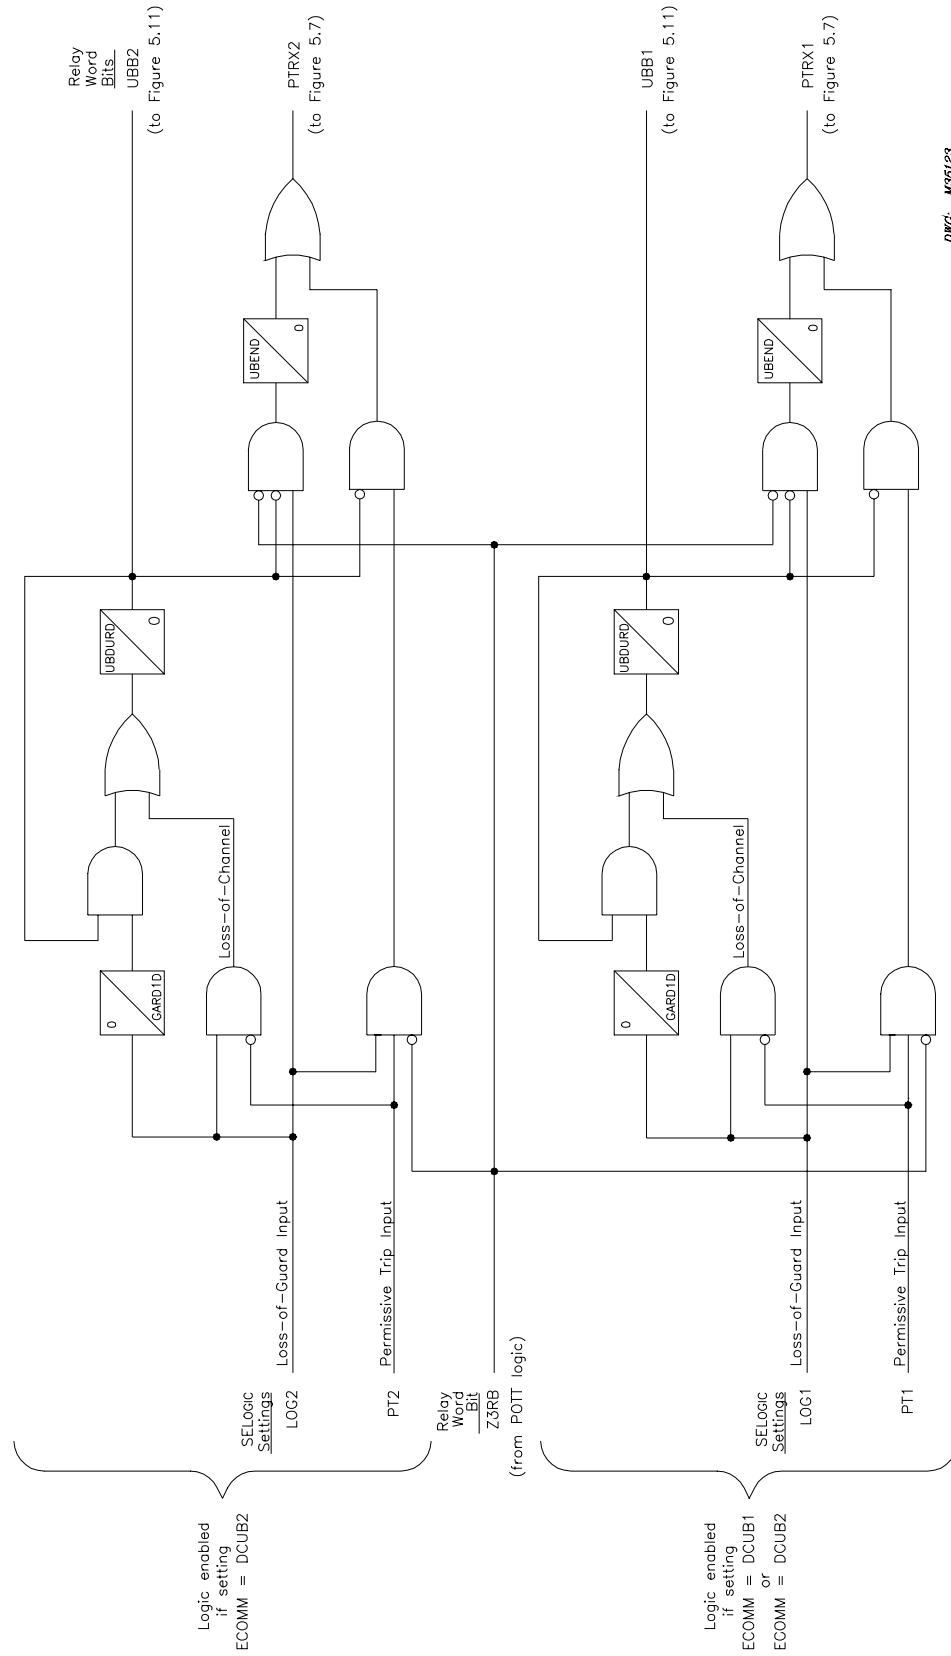 Relay
Word
Bits
UBB2
(to Figure 5.11)
PTRX2
(to Figure 5.7)
UBEND
0
UBDURD
0
Loss-of-Channel
0
GARD1D
Loss-of-Guard Input
Permissive Trip Input
SELOGIC
Settings
LOG2
PT2
Logic enabled
if setting
ECOMM = DCUB2
Relay
Word
Bit
Z3RB
(from POTT logic)
UBB1
(to Figure 5.11)
PTRX1
(to Figure 5.7)
UBEND
0
UBDURD
0
Loss-of-Channel
0
GARD1D
Loss-of-Guard Input
Permissive Trip Input
SELOGIC
Settings
LOG1
PT1
Logic enabled
if setting
ECOMM = DCUB1
or
ECOMM = DCUB2
DWG: M36123